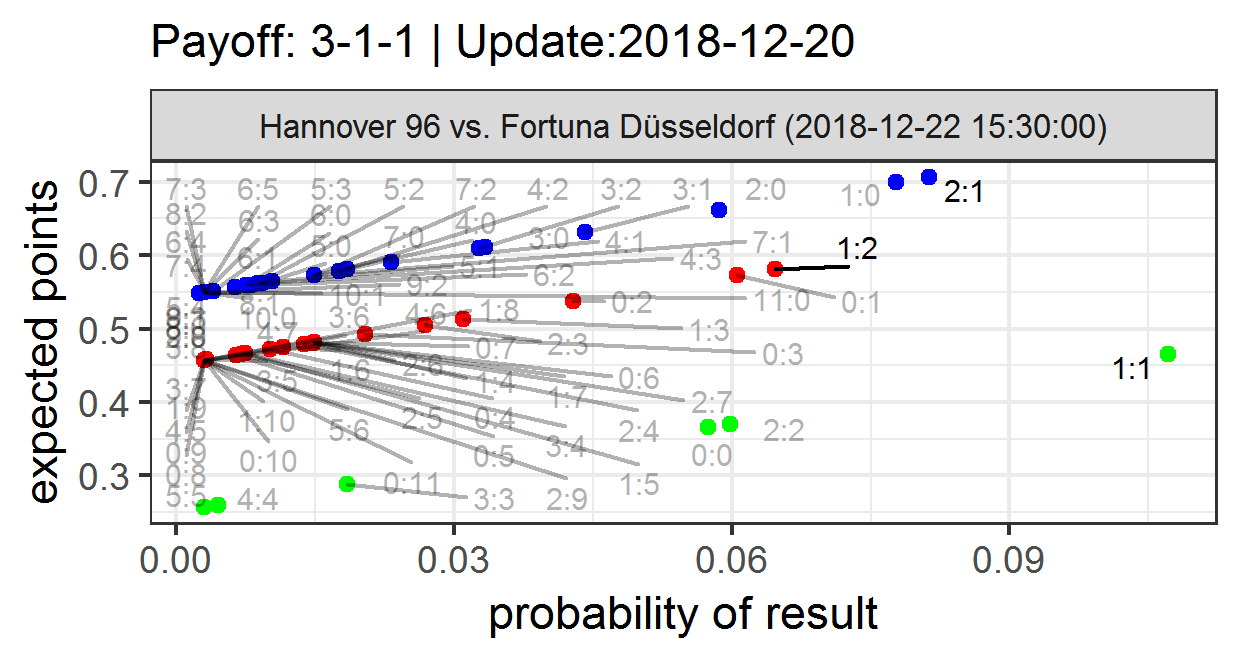 Payoff: 3-1-1 | Update:2018-12-20
Hannover 96 vs. Fortuna Düsseldorf (2018-12-22 15:30:00)
expected points
0.7
0.6
0.5
0.4
0.3
7:3 6:5 5:3 5:2 7:2 4:2 3:2 3:1 2:0 1:0 2:1
8:2 6:3 6:0 4:0
6:4 5:0 7:0 3:0 4:1 7:1 1:2
6:1 5:1 4:3
9:2 6:2
8:1 10:1 0:2 11:0 0:1
10:0 3:6 4:6 1:8
4:7 0:7 2:3 1:3 0:3
1:6 1:1
3:5 1:4 0:6
1:9 1:10 2:5 0:4 1:7 2:7
4:5 5:6 3:4 2:4 2:2
0:9 0:10 0:5 0:0
0:8 0:11 1:5
5:5 4:4 3:3 2:9
0.00 0.03 0.06 0.09
probability of result